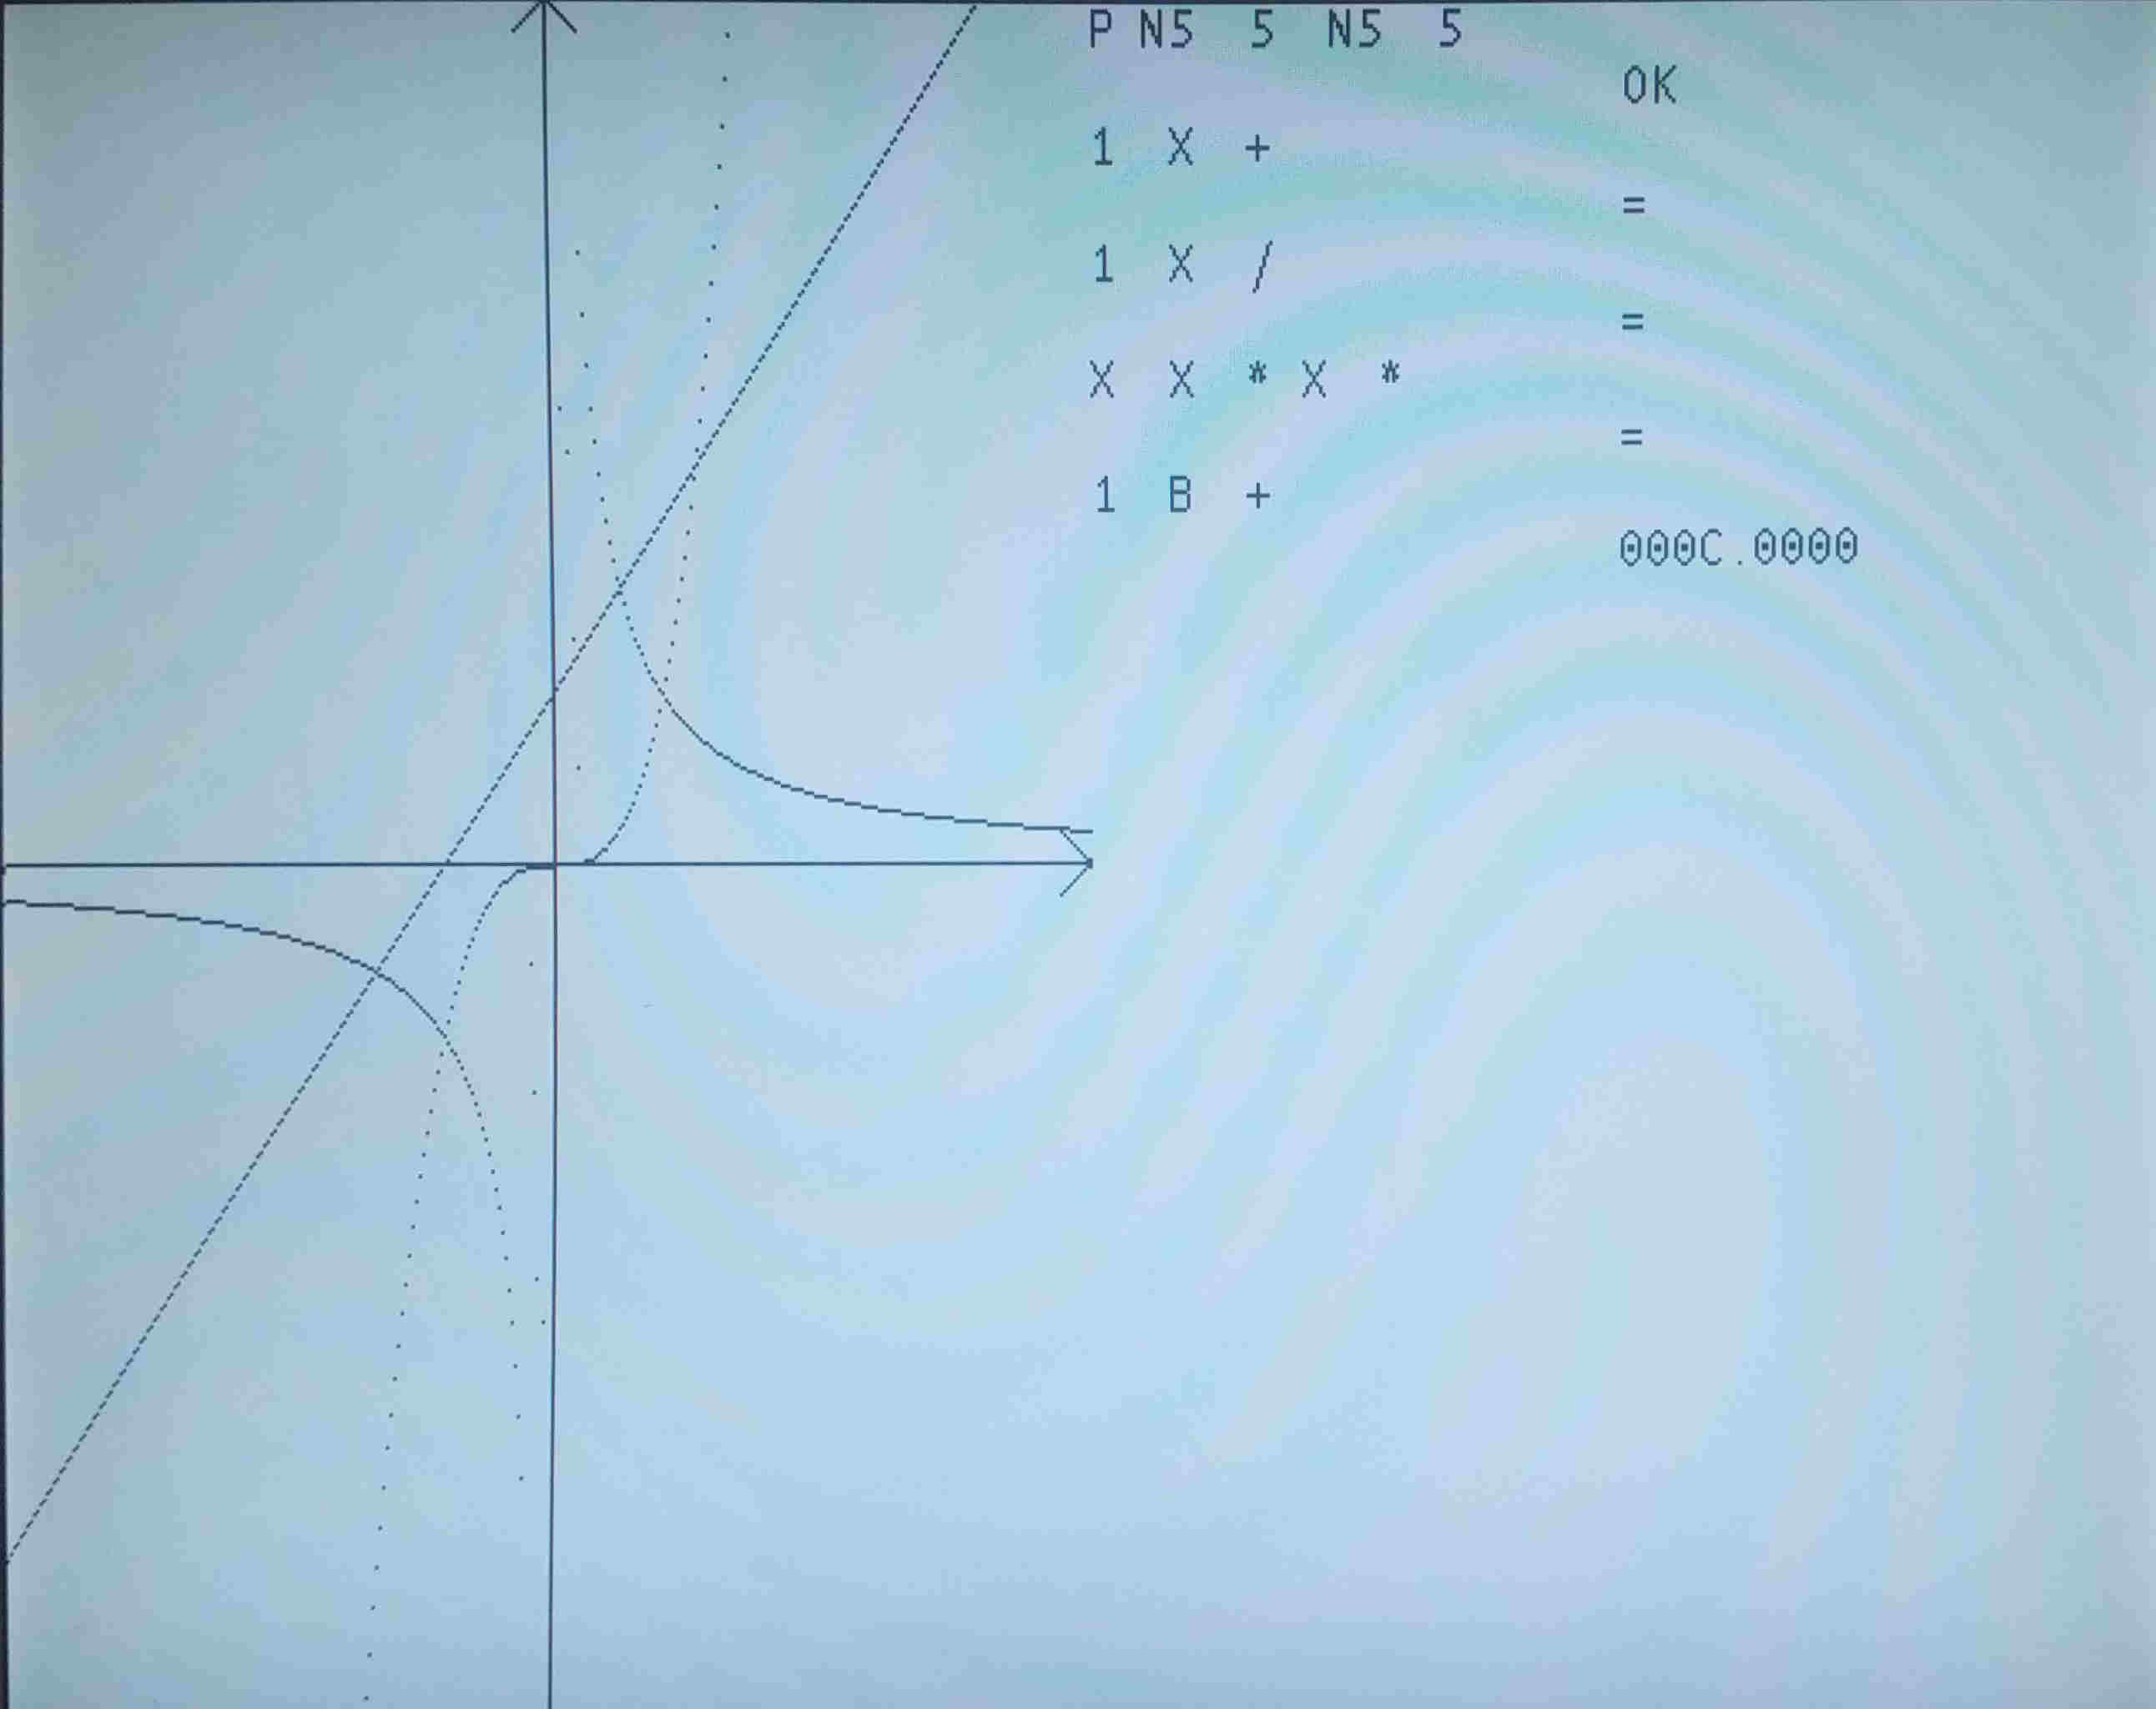 P N5 5 N5 5
OK
1 X +
=
1 X /
=
X X * X *
=
1 B +
000C.0000